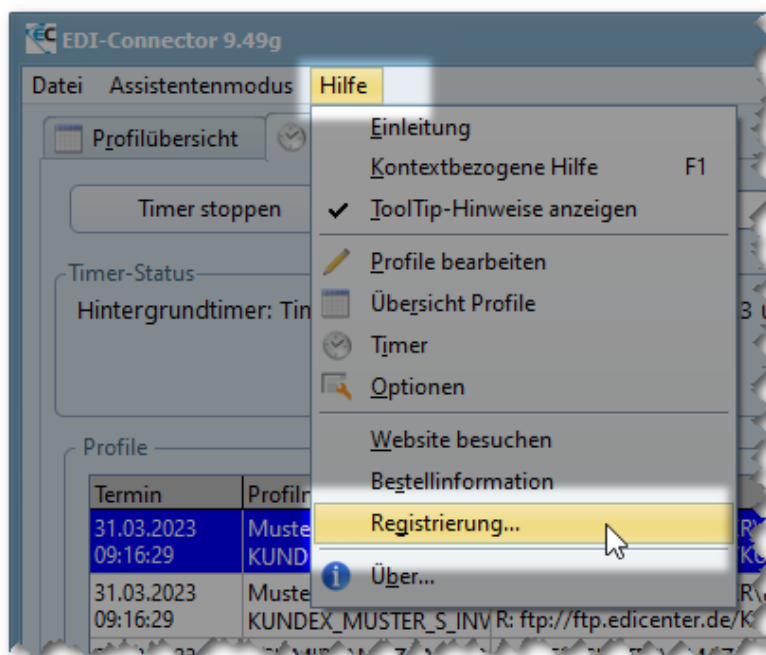 EC EDI-Connector 9.49g
Datei Assistentenmodus Hilfe
Profilübersicht
Timer stoppen
Timer-Status
Hintergrundtimer:
3
Einleitung
Kontextbezogene Hilfe F1
ToolTip-Hinweise anzeigen
Profile bearbeiten
Übersicht Profile
Timer
Optionen
Website besuchen
Bestellinformation
Registrierung...
Über...
Profile
Termin
31.03.2023
09:16:29
31.03.2023
09:16:29
KUNDEX_MUSTER_S_INV R: ftp://ftp.edicenter.de/K